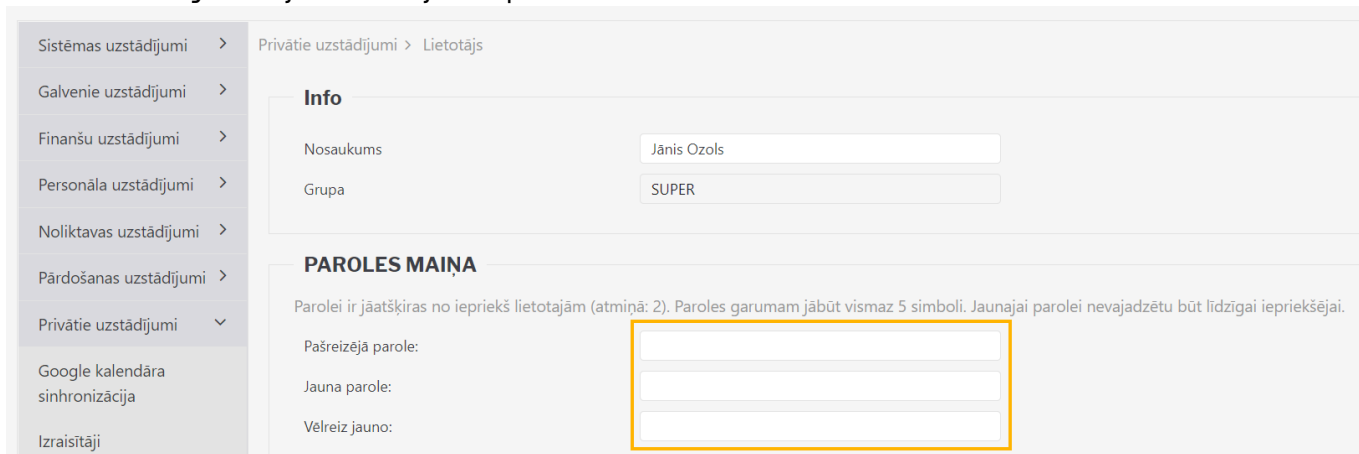 Sistēmas uzstādījumi
Galvenie uzstādījumi
Finanšu uzstādījumi
Personāla uzstādījumi
Noliktavas uzstādījumi
Pārdošanas uzstādījumi
Privātie uzstādījumi
Google kalendāra
sinhronizācija
Izraisītāji
Privātie uzstādījumi > Lietotājs
Info
Nosaukums Jānis Ozols
Grupa SUPER
PAROLES MAIŅA
Parolei ir jāatšķiras no iepriekš lietotajām (atmiņā: 2). Paroles garumam jābūt vismaz 5 simboli. Jaunajai parolei nevajadzētu būt līdzīgai iepriekšējai.
Pašreizējā parole:
Jauna parole:
Vēlreiz jauno: